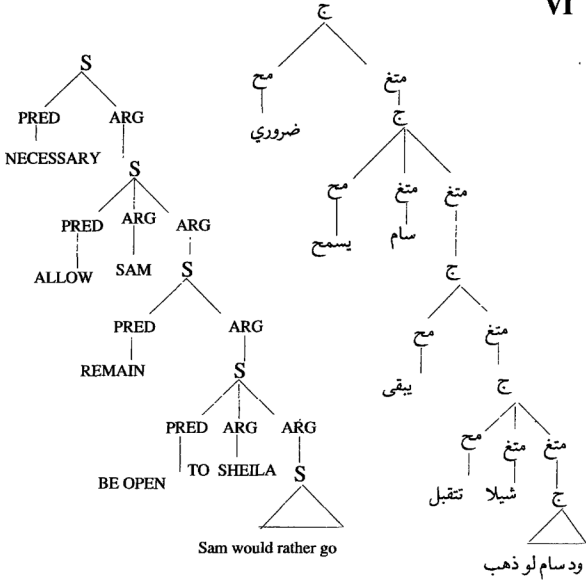 VI
S
PRED ARG
NECESSARY
S
PRED ARG ARG
ALLOW SAM
S
PRED ARG
REMAIN
S
PRED ARG ARG
BE OPEN TO SHEILA S
Sam would rather go
ج
مح متغ
ضروري ج
مح متغ متغ
يسمح سام
ج
مح متغ
يبقى ج
مح متغ متغ
تتقبل شيلا ج
ود سام لو ذهب